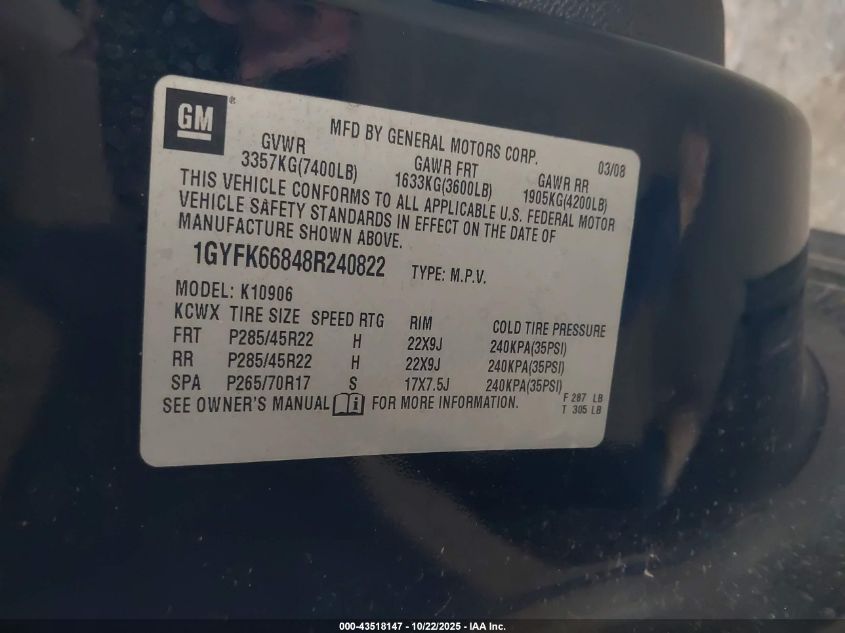 GM®
MFD BY GENERAL MOTORS CORP. 03/08
GVWR GAWR FRT GAWR RR
3357KG(7400LB) 1633KG(3600LB) 1905KG(4200LB)
THIS VEHICLE CONFORMS TO ALL APPLICABLE U.S. FEDERAL MOTOR
VEHICLE SAFETY STANDARDS IN EFFECT ON THE DATE OF
MANUFACTURE SHOWN ABOVE.
1GYFK66848R240822 TYPE: M.P.V.
MODEL: K10906
KCWX TIRE SIZE SPEED RTG RIM COLD TIRE PRESSURE
FRT P285/45R22 H 22X9J 240KPA(35PSI)
RR P285/45R22 H 22X9J 240KPA(35PSI)
SPA P265/70R17 S 17X7.5J 240KPA(35PSI)
SEE OWNER'S MANUAL i FOR MORE INFORMATION.
F 287 LB
T 305 LB
000-43518147 - 10/22/2025 - IAA Inc.